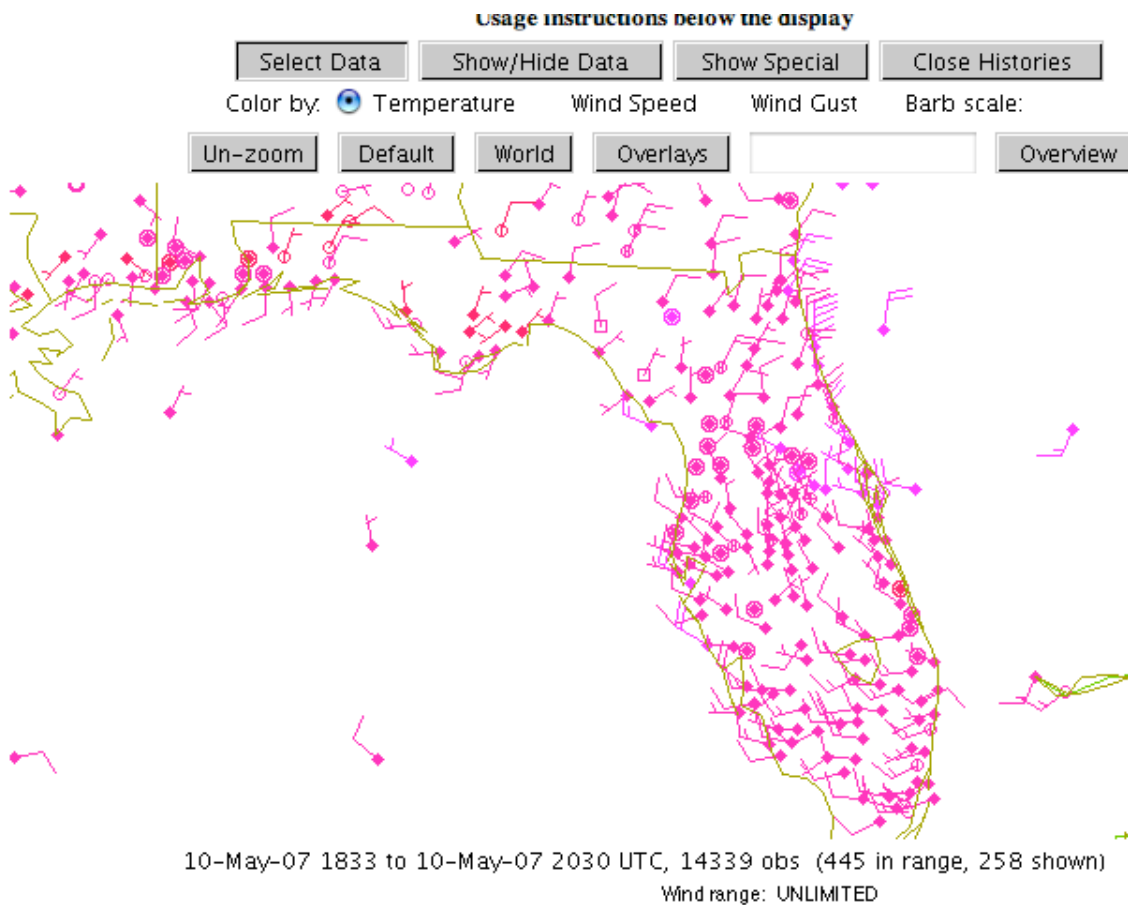 Usage instructions below the display
Select Data Show/Hide Data Show Special Close Histories
Color by: Temperature Wind Speed Wind Gust Barb scale:
Un-zoom Default World Overlays Overview
10-May-07 1833 to 10-May-07 2030 UTC, 14339 obs (445 in range, 258 shown)
Wind range: UNLIMITED